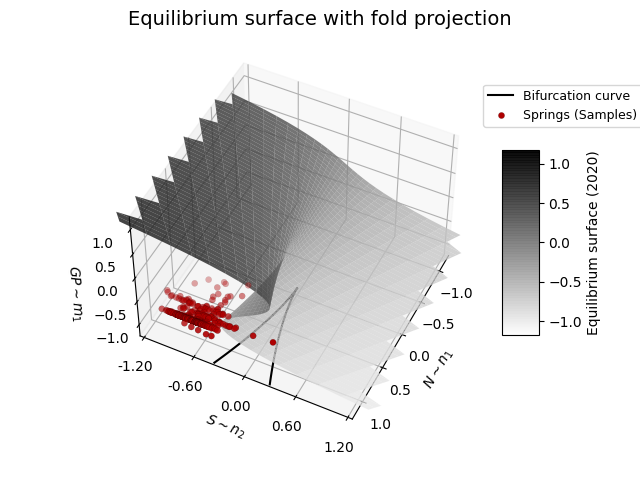 Equilibrium surface with fold projection
Bifurcation curve
Springs (Samples)
1.0
0.5
0.0
−0.5
−1.0
GP ~ m1
-1.20
-0.60
0.00
0.60
1.20
S ~ n2
−1.0
−0.5
0.0
0.5
1.0
N ~ n1
1.0
0.5
0.0
−0.5
−1.0
Equilibrium surface (2020)